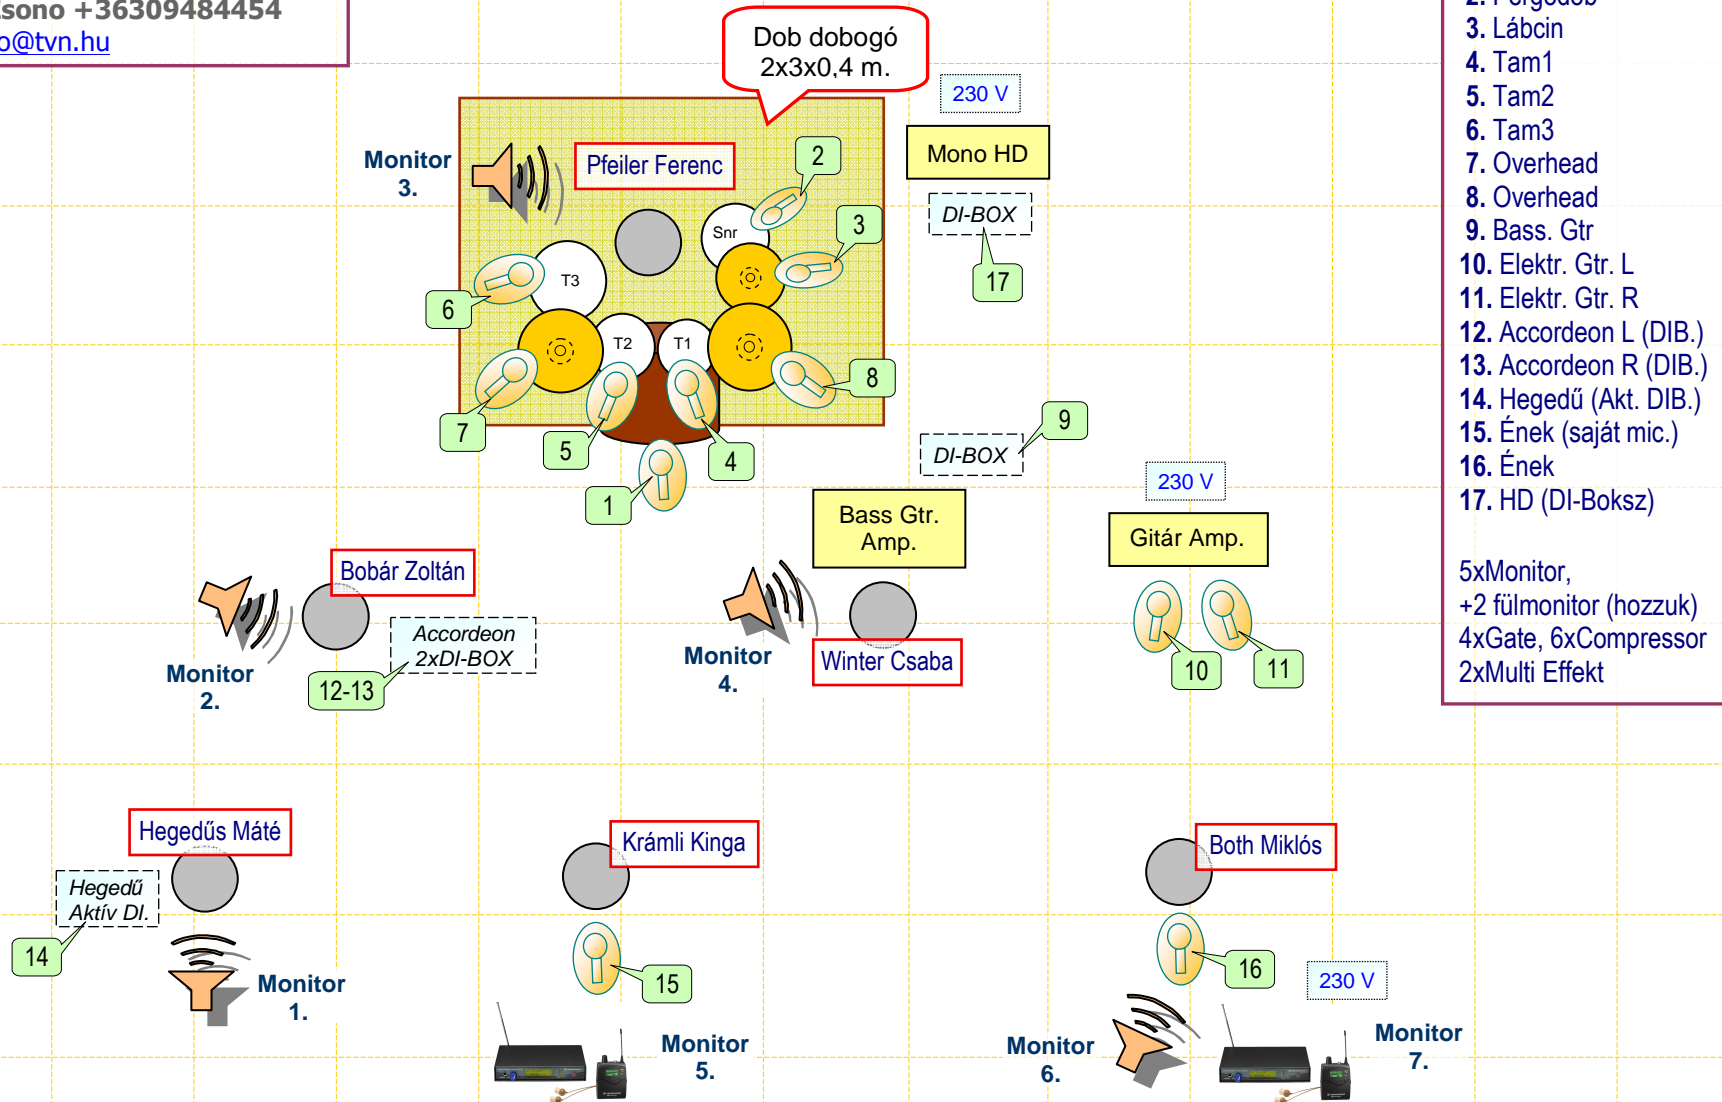 +36309484454
o@tvn.hu
Dob dobogó
2x3x0,4 m.
230 V
Mono HD
DI-BOX
17
Monitor
3.
Pfeiler Ferenc
2
Snr
3
T3
6
T2
T1
8
7
5
4
1
9
DI-BOX
230 V
Bass Gtr.
Amp.
Gitár Amp.
Bobár Zoltán
Accordeon
2xDI-BOX
12-13
Monitor
2.
Monitor
4.
Winter Csaba
10
11
Hegedűs Máté
Hegedű
Aktív DI.
14
Monitor
1.
Krámli Kinga
15
Monitor
5.
Both Miklós
16
230 V
Monitor
6.
Monitor
7.
3. Lábcin
4. Tam1
5. Tam2
6. Tam3
7. Overhead
8. Overhead
9. Bass. Gtr
10. Elektr. Gtr. L
11. Elektr. Gtr. R
12. Accordeon L (DIB.)
13. Accordeon R (DIB.)
14. Hegedű (Akt. DIB.)
15. Ének (saját mic.)
16. Ének
17. HD (DI-Boksz)
5xMonitor,
+2 fülmonitor (hozzuk)
4xGate, 6xCompressor
2xMulti Effekt